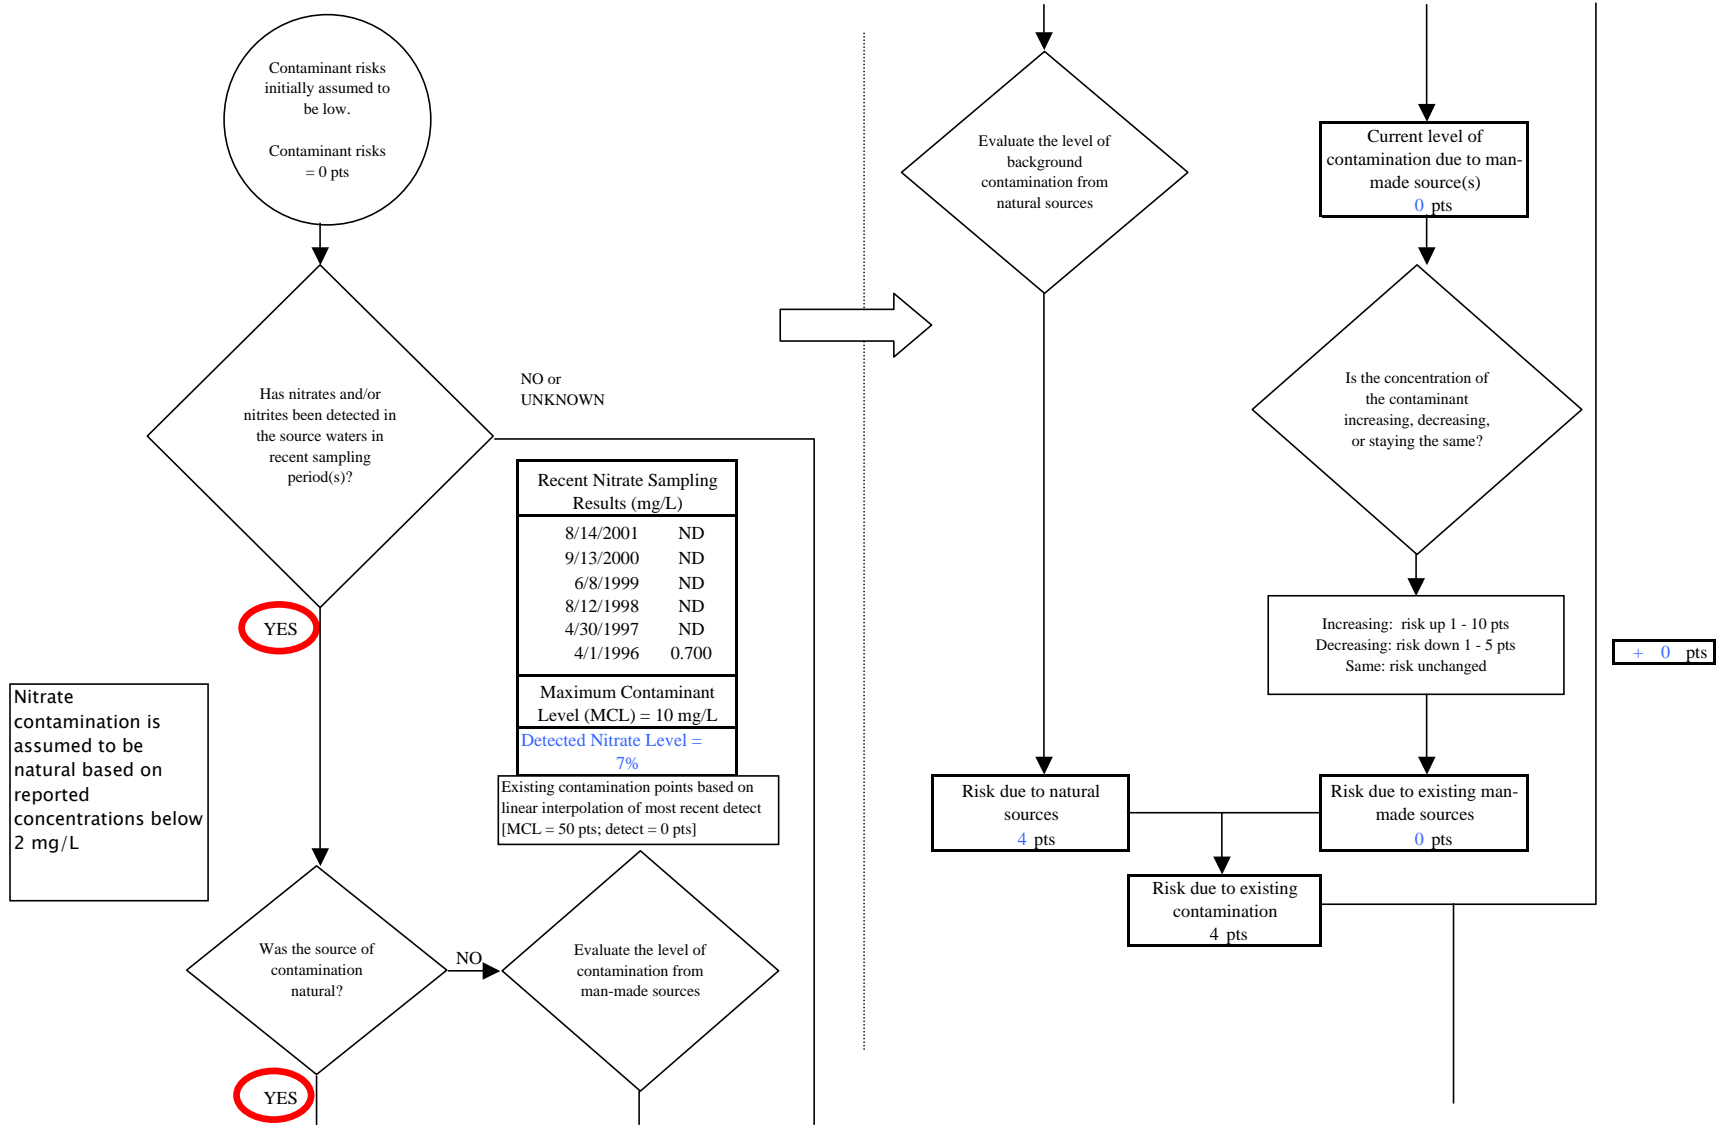 Contaminant risks
initially assumed to
be low.
Contaminant risks
= 0 pts
Has nitrates and/or
nitrites been detected in
the source waters in
recent sampling
period(s)?
NO or
UNKNOWN
YES
Recent Nitrate Sampling
Results (mg/L)
8/14/2001 ND
9/13/2000 ND
6/8/1999 ND
8/12/1998 ND
4/30/1997 ND
4/1/1996 0.700
Maximum Contaminant
Level (MCL) = 10 mg/L
Detected Nitrate Level =
7%
Existing contamination points based on
linear interpolation of most recent detect
[MCL = 50 pts; detect = 0 pts]
Nitrate
contamination is
assumed to be
natural based on
reported
concentrations below
2 mg/L
Was the source of
contamination
natural?
NO
Evaluate the level of
contamination from
man-made sources
YES
Evaluate the level of
background
contamination from
natural sources
Current level of
contamination due to man-
made source(s)
0 pts
Is the concentration of
the contaminant
increasing, decreasing,
or staying the same?
Increasing: risk up 1 - 10 pts
Decreasing: risk down 1 - 5 pts
Same: risk unchanged
+ 0 pts
Risk due to natural
sources
4 pts
Risk due to existing man-
made sources
0 pts
Risk due to existing
contamination
4 pts